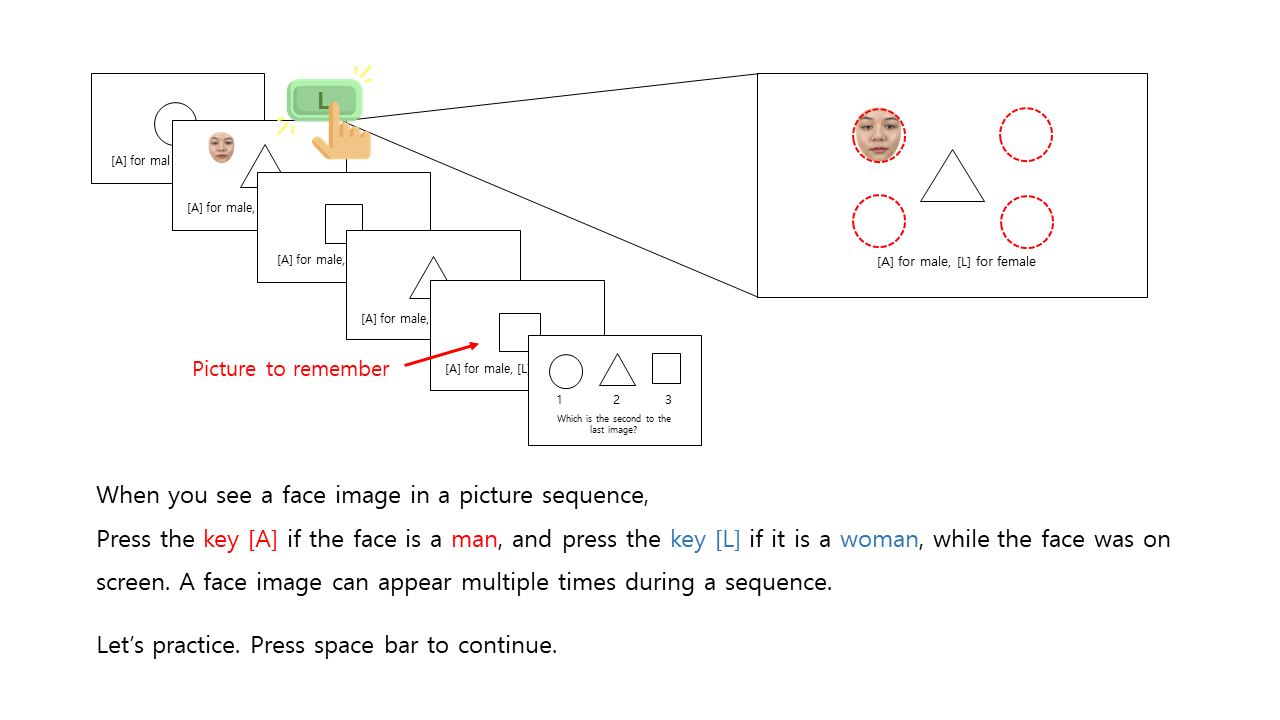 L
[A] for mal
[A] for male,
[A] for male,
[A] for male,
Picture to remember
[A] for male, [L
1 2 3
Which is the second to the
last image?
[A] for male, [L] for female
When you see a face image in a picture sequence,
Press the key [A] if the face is a man, and press the key [L] if it is a woman, while the face was on
screen. A face image can appear multiple times during a sequence.
Let’s practice. Press space bar to continue.